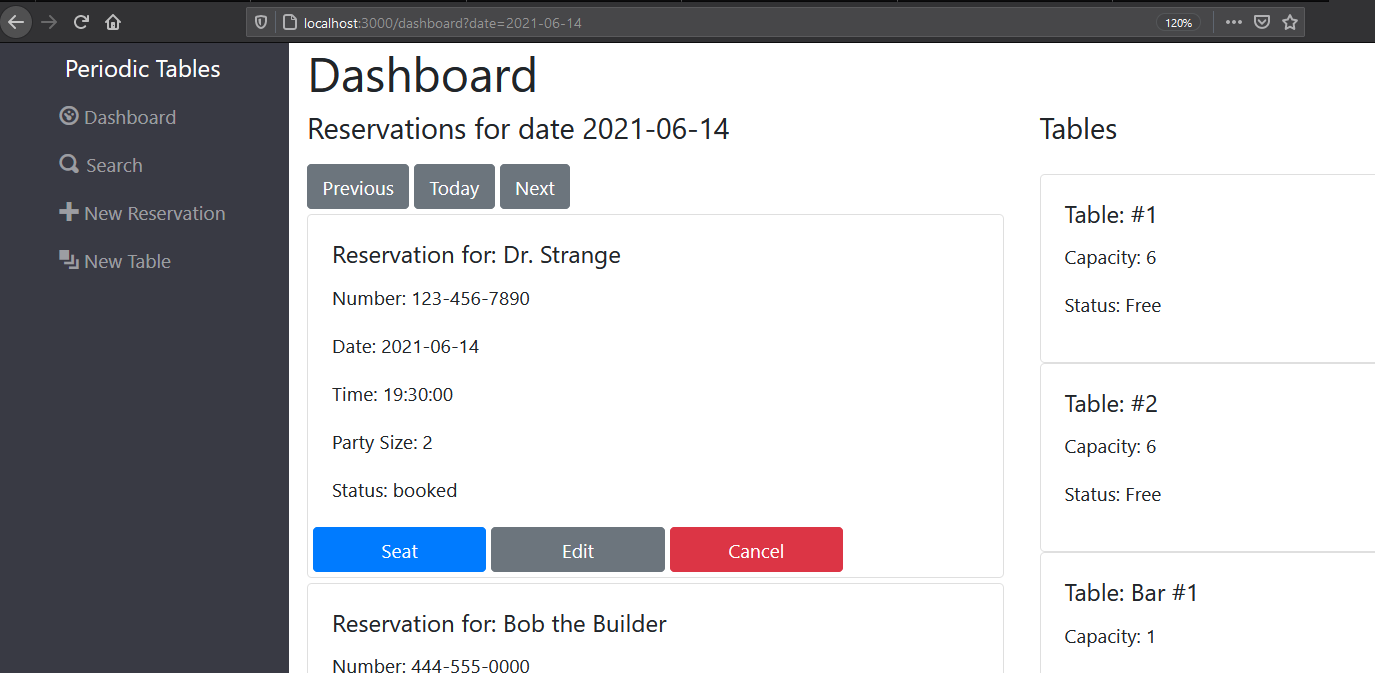 localhost:3000/dashboard?date=2021-06-14
120%
Periodic Tables
Dashboard
Search
New Reservation
New Table
Dashboard
Reservations for date 2021-06-14
Previous
Today
Next
Reservation for: Dr. Strange
Number: 123-456-7890
Date: 2021-06-14
Time: 19:30:00
Party Size: 2
Status: booked
Seat
Edit
Cancel
Reservation for: Bob the Builder
Number: 444-555-0000
Tables
Table: #1
Capacity: 6
Status: Free
Table: #2
Capacity: 6
Status: Free
Table: Bar #1
Capacity: 1